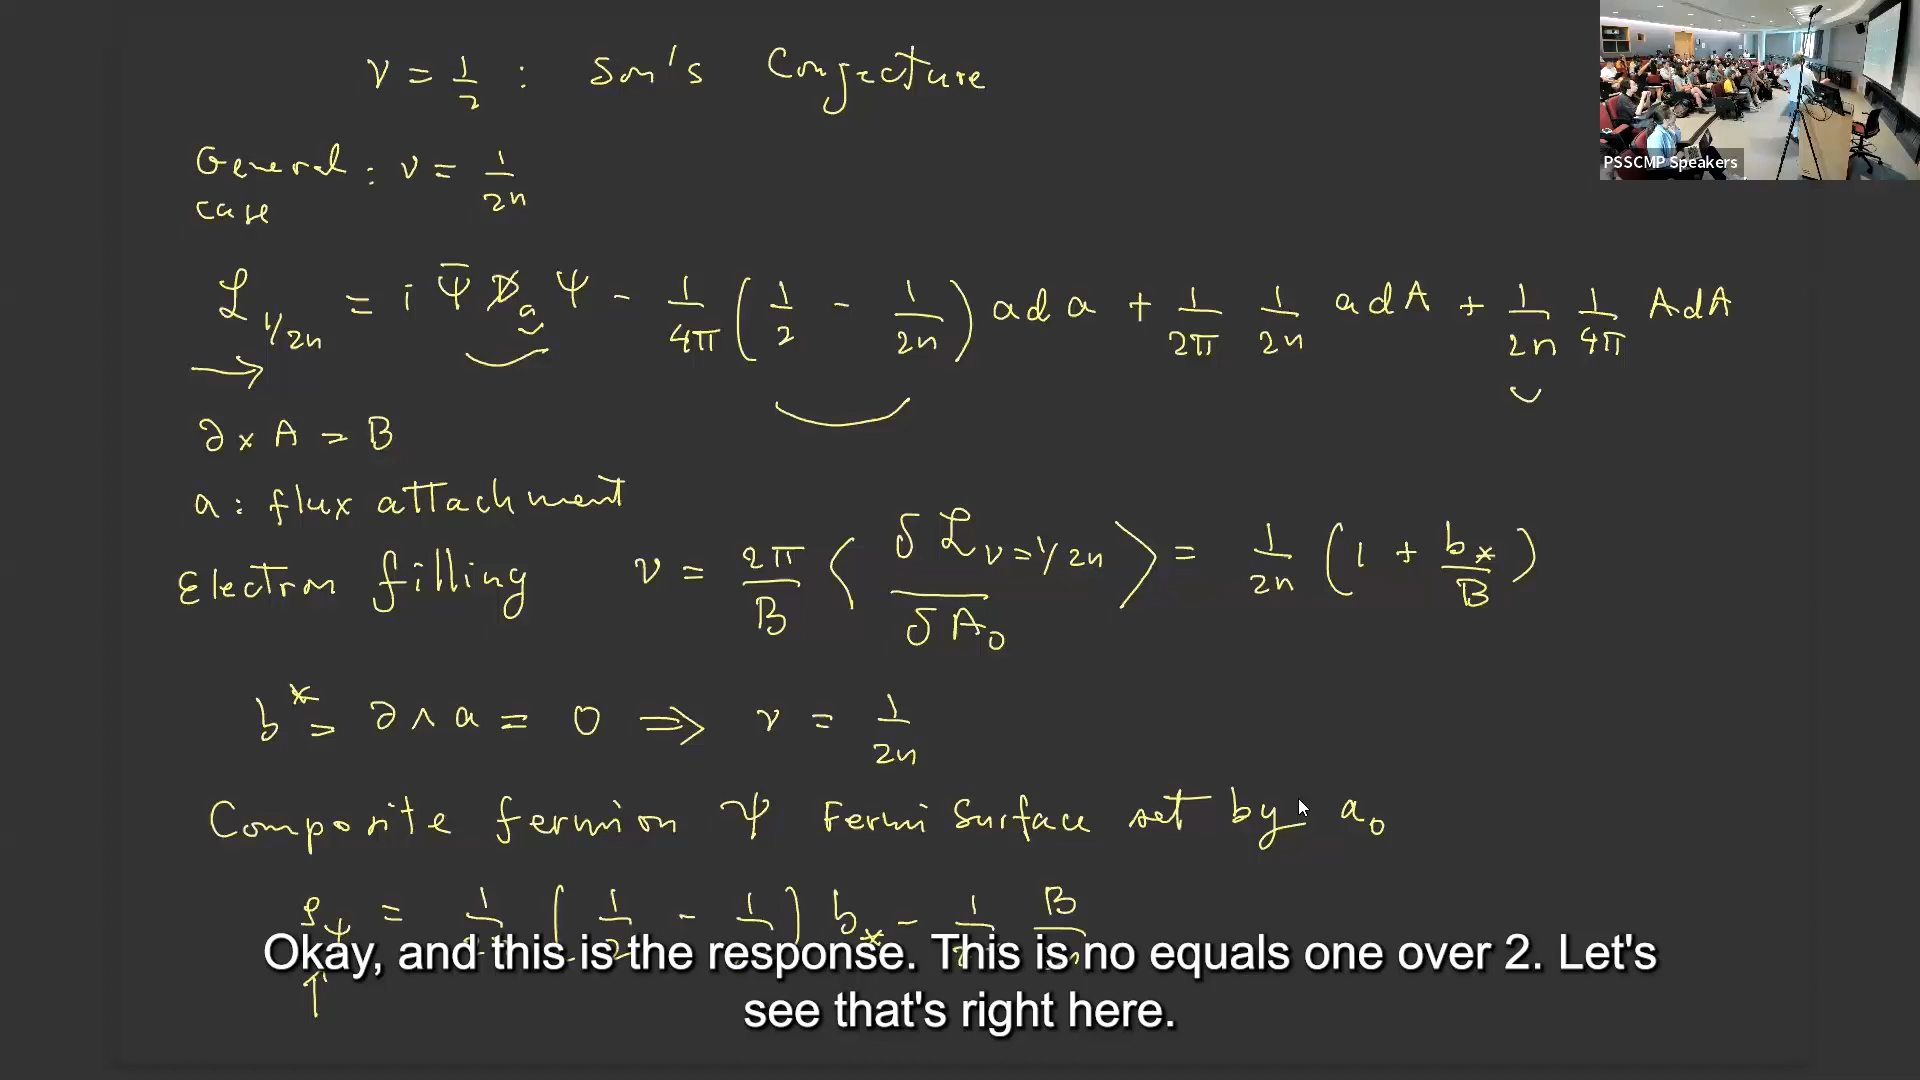 ν = 1/2 : Son's Conjecture
General case : ν = 1/2n
ℒ_{1/2n} = i Ψ̄ D̸_a Ψ - 1/4π (1/2 - 1/2n) a d a + 1/2π 1/2n a d A + 1/2n 1/4π A d A
∂ × A = B
a : flux attachment
Electron filling ν = 2π/B ⟨ δℒ_{ν=1/2n} / δA_0 ⟩ = 1/2n (1 + b_*/B)
b^* = ∂ ∧ a = 0 ⟹ ν = 1/2n
Composite fermion Ψ Fermi Surface set by a_0
PSSCMP Speakers
Okay, and this is the response. This is no equals one over 2. Let's
see that's right here.